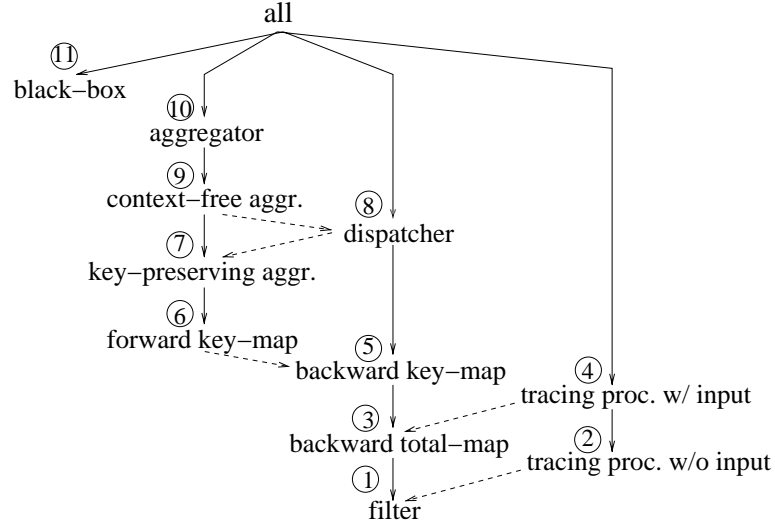 all
11
black-box
10
aggregator
9
context-free aggr.
8
dispatcher
7
key-preserving aggr.
6
forward key-map
5
backward key-map
4
tracing proc. w/ input
3
backward total-map
2
tracing proc. w/o input
1
filter